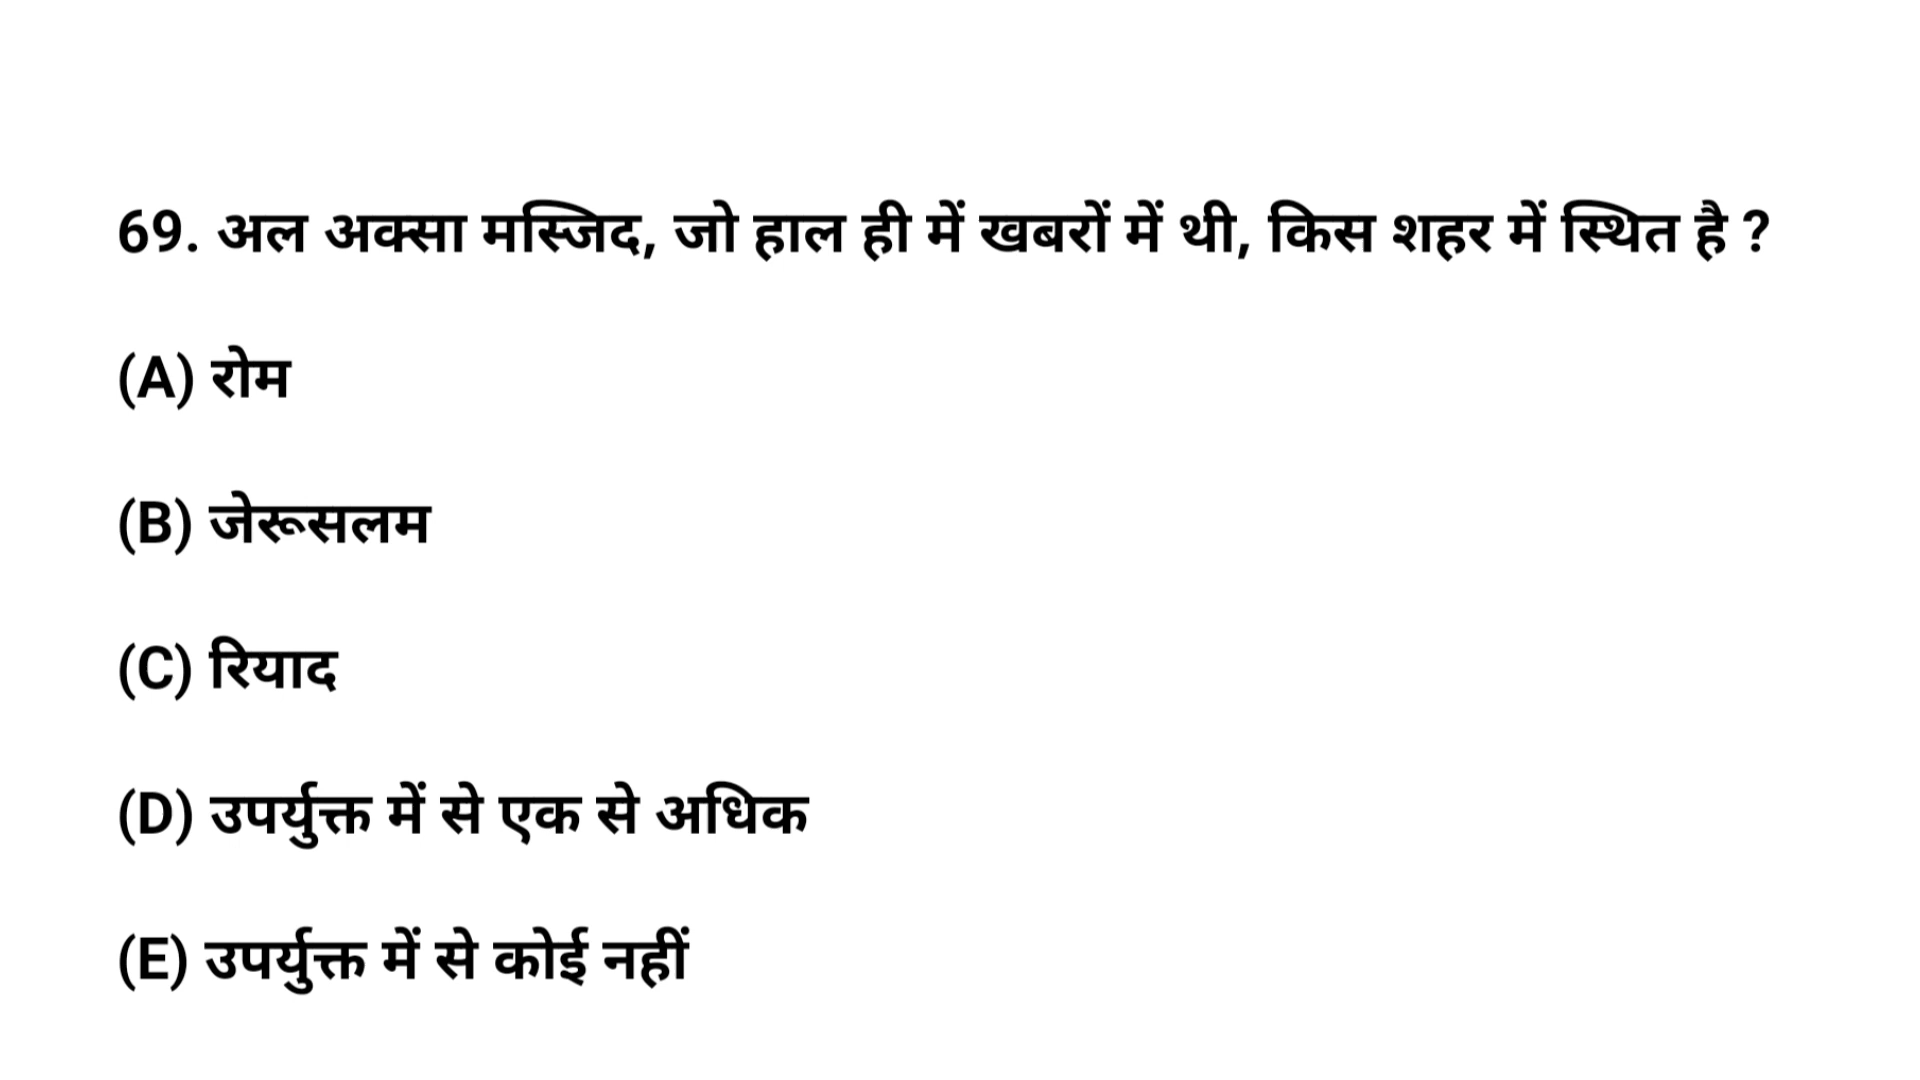 69. अल अक्सा मस्जिद, जो हाल ही में खबरों में थी, किस शहर में स्थित है ?
(A) रोम
(B) जेरूसलम
(C) रियाद
(D) उपर्युक्त में से एक से अधिक
(E) उपर्युक्त में से कोई नहीं